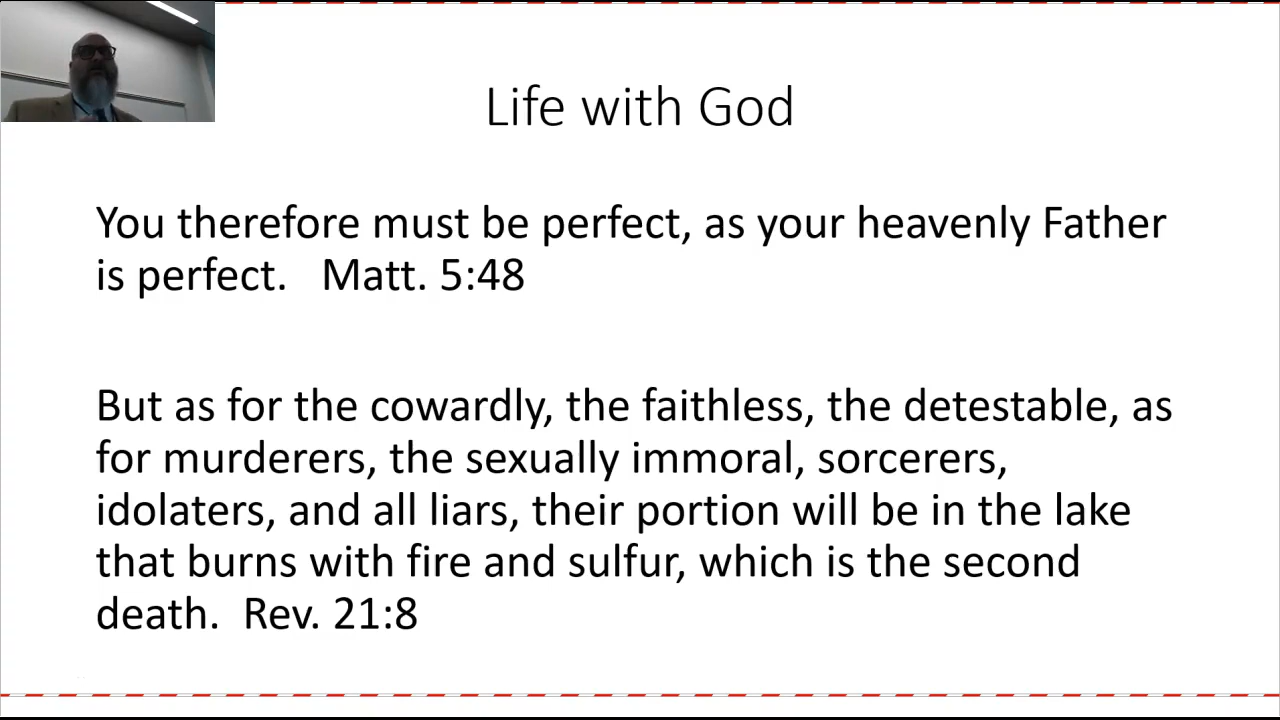 Life with God
You therefore must be perfect, as your heavenly Father
is perfect.   Matt. 5:48
But as for the cowardly, the faithless, the detestable, as
for murderers, the sexually immoral, sorcerers,
idolaters, and all liars, their portion will be in the lake
that burns with fire and sulfur, which is the second
death.  Rev. 21:8